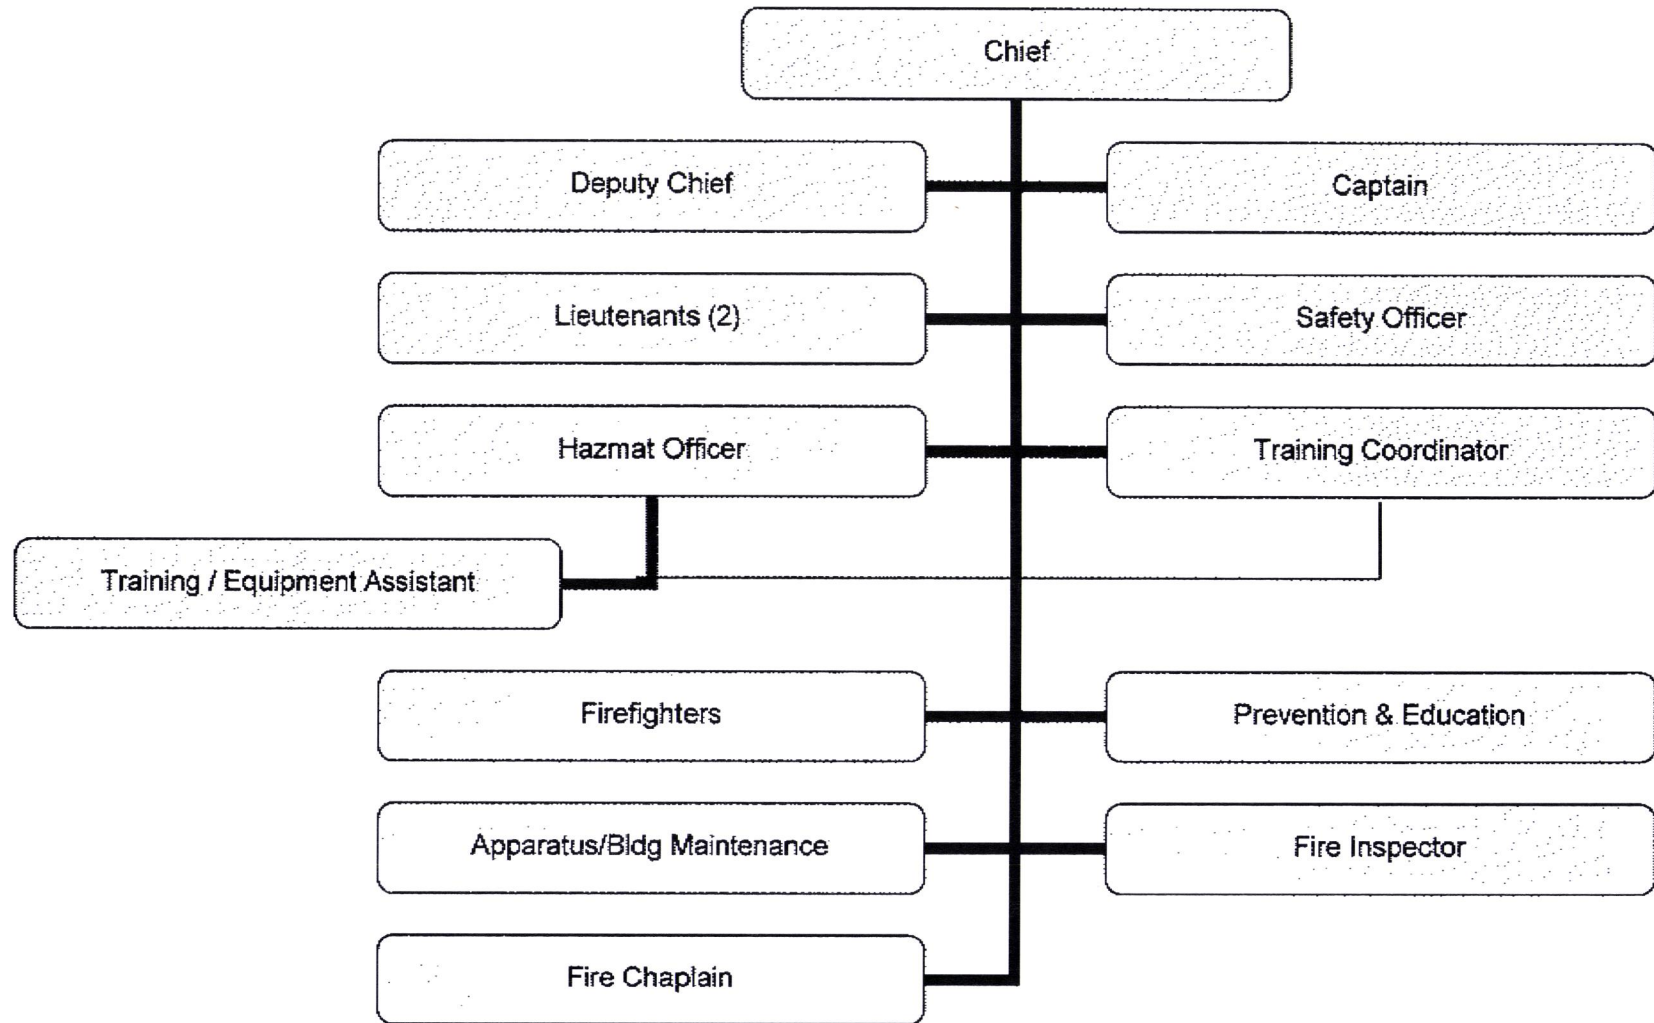 Chief
Deputy Chief
Captain
Lieutenants (2)
Safety Officer
Hazmat Officer
Training Coordinator
Training / Equipment Assistant
Firefighters
Prevention & Education
Apparatus/Bldg Maintenance
Fire Inspector
Fire Chaplain